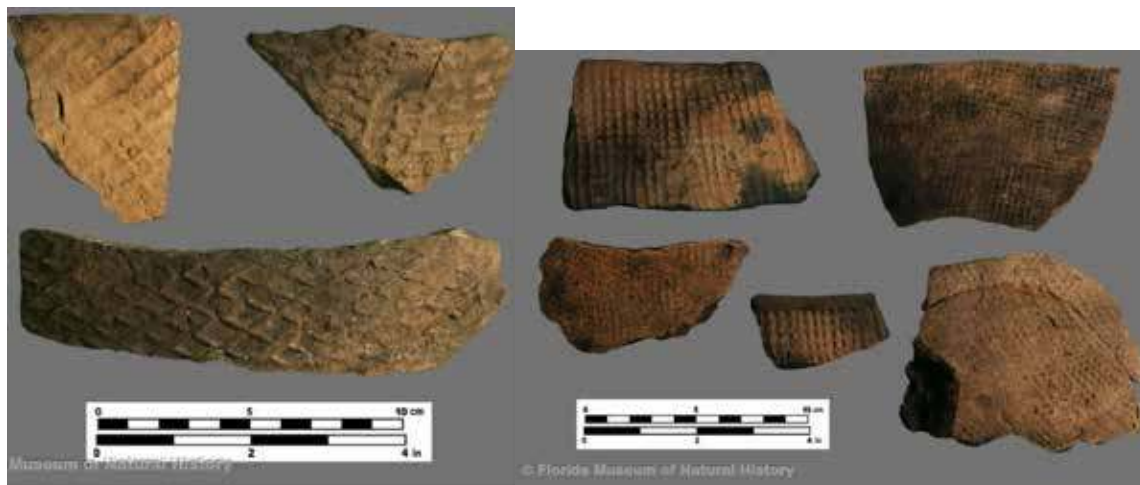 0 5 10 cm
0 2 4 in
Museum of Natural History
0 5 10 cm
0 2 4 in
© Florida Museum of Natural History